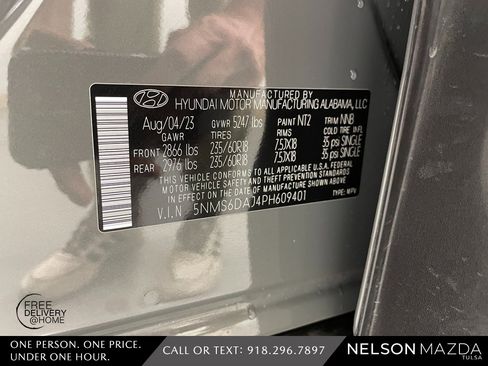 MANUFACTURED BY
HYUNDAI MOTOR MANUFACTURING ALABAMA, LLC
Aug/04/23 GVWR 5247 lbs PAINT NT2 TRIM NNB
GAWR TIRES RIMS COLD TIRE INFL
FRONT 2866 lbs 235/60R18 7.5JX18 35 psi SINGLE
REAR 2976 lbs 235/60R18 7.5JX18 35 psi SINGLE
THIS VEHICLE CONFORMS TO ALL APPLICABLE U.S.A. FEDERAL
MOTOR VEHICLE SAFETY, BUMPER, AND THEFT PREVENTION
STANDARDS IN EFFECT ON THE DATE OF MANUFACTURE SHOWN ABOVE.
V.I.N 5NMS6DAJ4PH609401 TYPE: MPV
FREE
DELIVERY
@HOME
ONE PERSON. ONE PRICE.
UNDER ONE HOUR.
CALL OR TEXT: 918.296.7897
NELSON MAZDA
TULSA